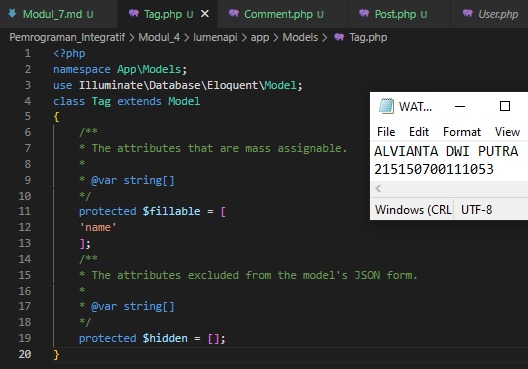 Modul_7.md U
Tag.php U
Comment.php U
Post.php U
User.php
Pemrograman_Integratif > Modul_4 > lumenapi > app > Models > Tag.php
1 <?php
2 namespace App\Models;
3 use Illuminate\Database\Eloquent\Model;
4 class Tag extends Model
5 {
6 /**
7 * The attributes that are mass assignable.
8 *
9 * @var string[]
10 */
11 protected $fillable = [
12 'name'
13 ];
14 /**
15 * The attributes excluded from the model's JSON form.
16 *
17 * @var string[]
18 */
19 protected $hidden = [];
20 }
WAT...
File Edit Format View
ALVIANTA DWI PUTRA
215150700111053
Windows (CRL UTF-8